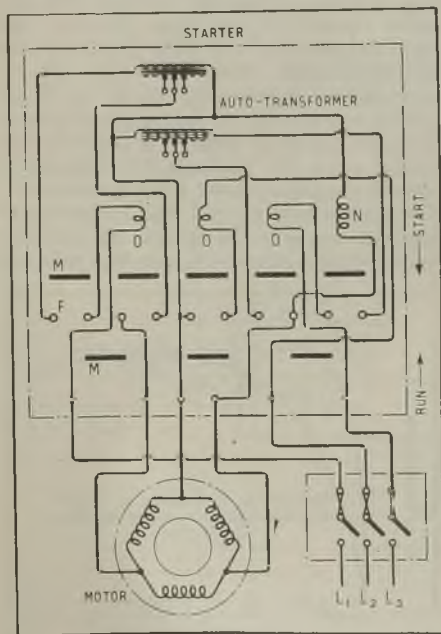 STARTER
AUTO-TRANSFORMER
O
O
O
N
M
START
F
M
RUN
MOTOR
L1 L2 L3